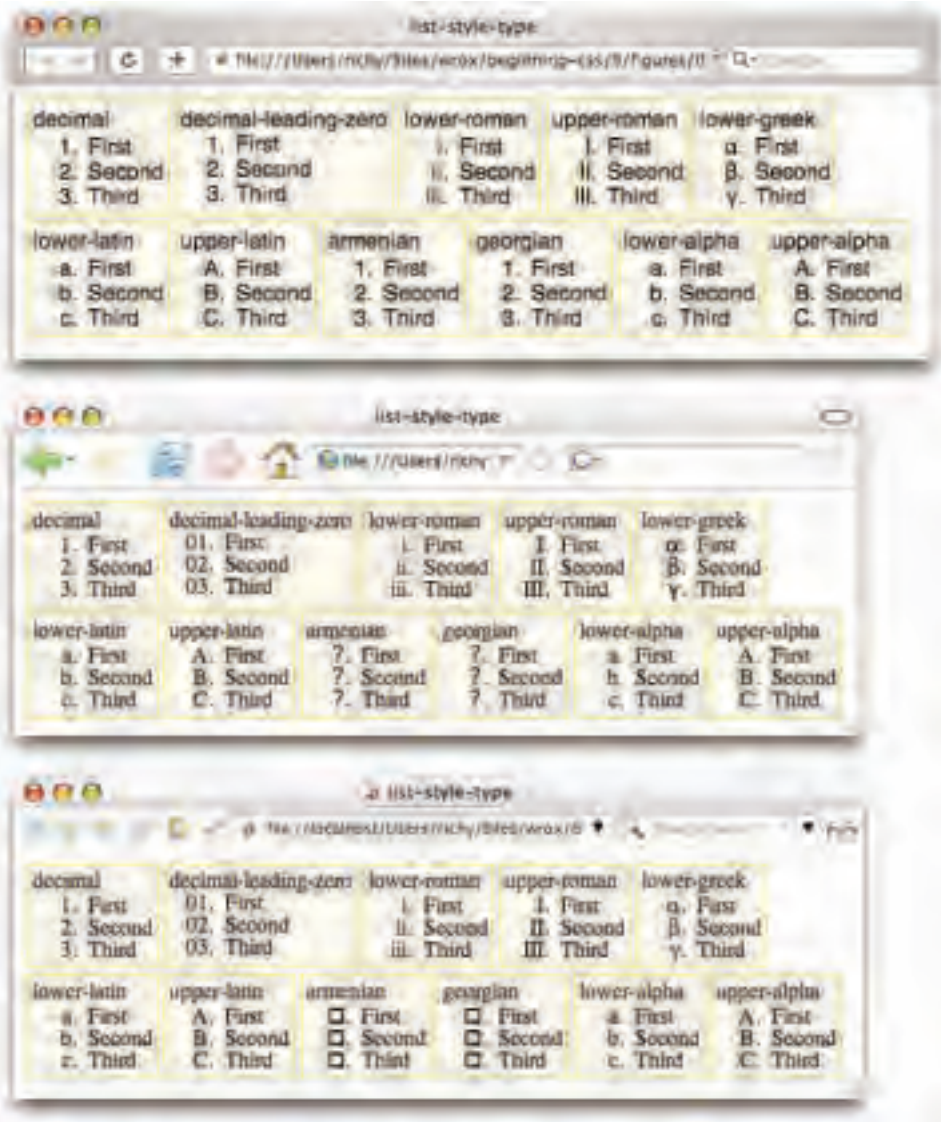 list-style-type
decimal decimal-leading-zero lower-roman upper-roman lower-greek
1. First 1. First i. First I. First α. First
2. Second 2. Second ii. Second II. Second β. Second
3. Third 3. Third iii. Third III. Third γ. Third
lower-latin upper-latin armenian georgian lower-alpha upper-alpha
a. First A. First 1. First 1. First a. First A. First
b. Second B. Second 2. Second 2. Second b. Second B. Second
c. Third C. Third 3. Third 3. Third c. Third C. Third
list-style-type
decimal decimal-leading-zero lower-roman upper-roman lower-greek
1. First 01. First i. First I. First α. First
2. Second 02. Second ii. Second II. Second β. Second
3. Third 03. Third iii. Third III. Third γ. Third
lower-latin upper-latin armenian georgian lower-alpha upper-alpha
a. First A. First ?. First ?. First a. First A. First
b. Second B. Second ?. Second ?. Second b. Second B. Second
c. Third C. Third ?. Third ?. Third c. Third C. Third
list-style-type
decimal decimal-leading-zero lower-roman upper-roman lower-greek
1. First 01. First i. First I. First α. First
2. Second 02. Second ii. Second II. Second β. Second
3. Third 03. Third iii. Third III. Third γ. Third
lower-latin upper-latin armenian georgian lower-alpha upper-alpha
a. First A. First □. First □. First a. First A. First
b. Second B. Second □. Second □. Second b. Second B. Second
c. Third C. Third □. Third □. Third c. Third C. Third